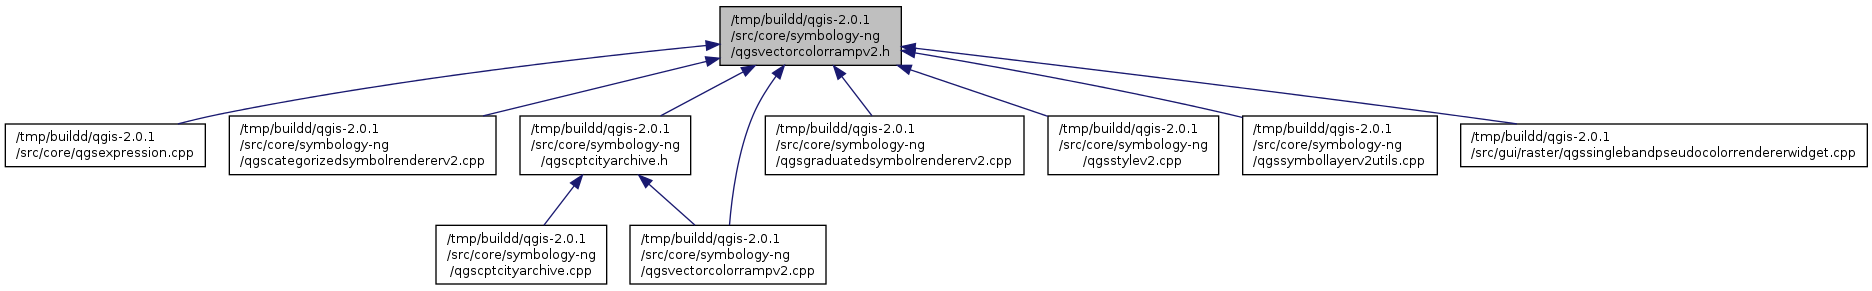 /tmp/buildd/qgis-2.0.1
/src/core/symbology-ng
/qgsvectorcolorrampv2.h
/tmp/buildd/qgis-2.0.1
/src/core/qgsexpression.cpp
/tmp/buildd/qgis-2.0.1
/src/core/symbology-ng
/qgscategorizedsymbolrendererv2.cpp
/tmp/buildd/qgis-2.0.1
/src/core/symbology-ng
/qgscptcityarchive.h
/tmp/buildd/qgis-2.0.1
/src/core/symbology-ng
/qgsgraduatedsymbolrendererv2.cpp
/tmp/buildd/qgis-2.0.1
/src/core/symbology-ng
/qgsstylev2.cpp
/tmp/buildd/qgis-2.0.1
/src/core/symbology-ng
/qgssymbollayerv2utils.cpp
/tmp/buildd/qgis-2.0.1
/src/gui/raster/qgssinglebandpseudocolorrendererwidget.cpp
/tmp/buildd/qgis-2.0.1
/src/core/symbology-ng
/qgscptcityarchive.cpp
/tmp/buildd/qgis-2.0.1
/src/core/symbology-ng
/qgsvectorcolorrampv2.cpp